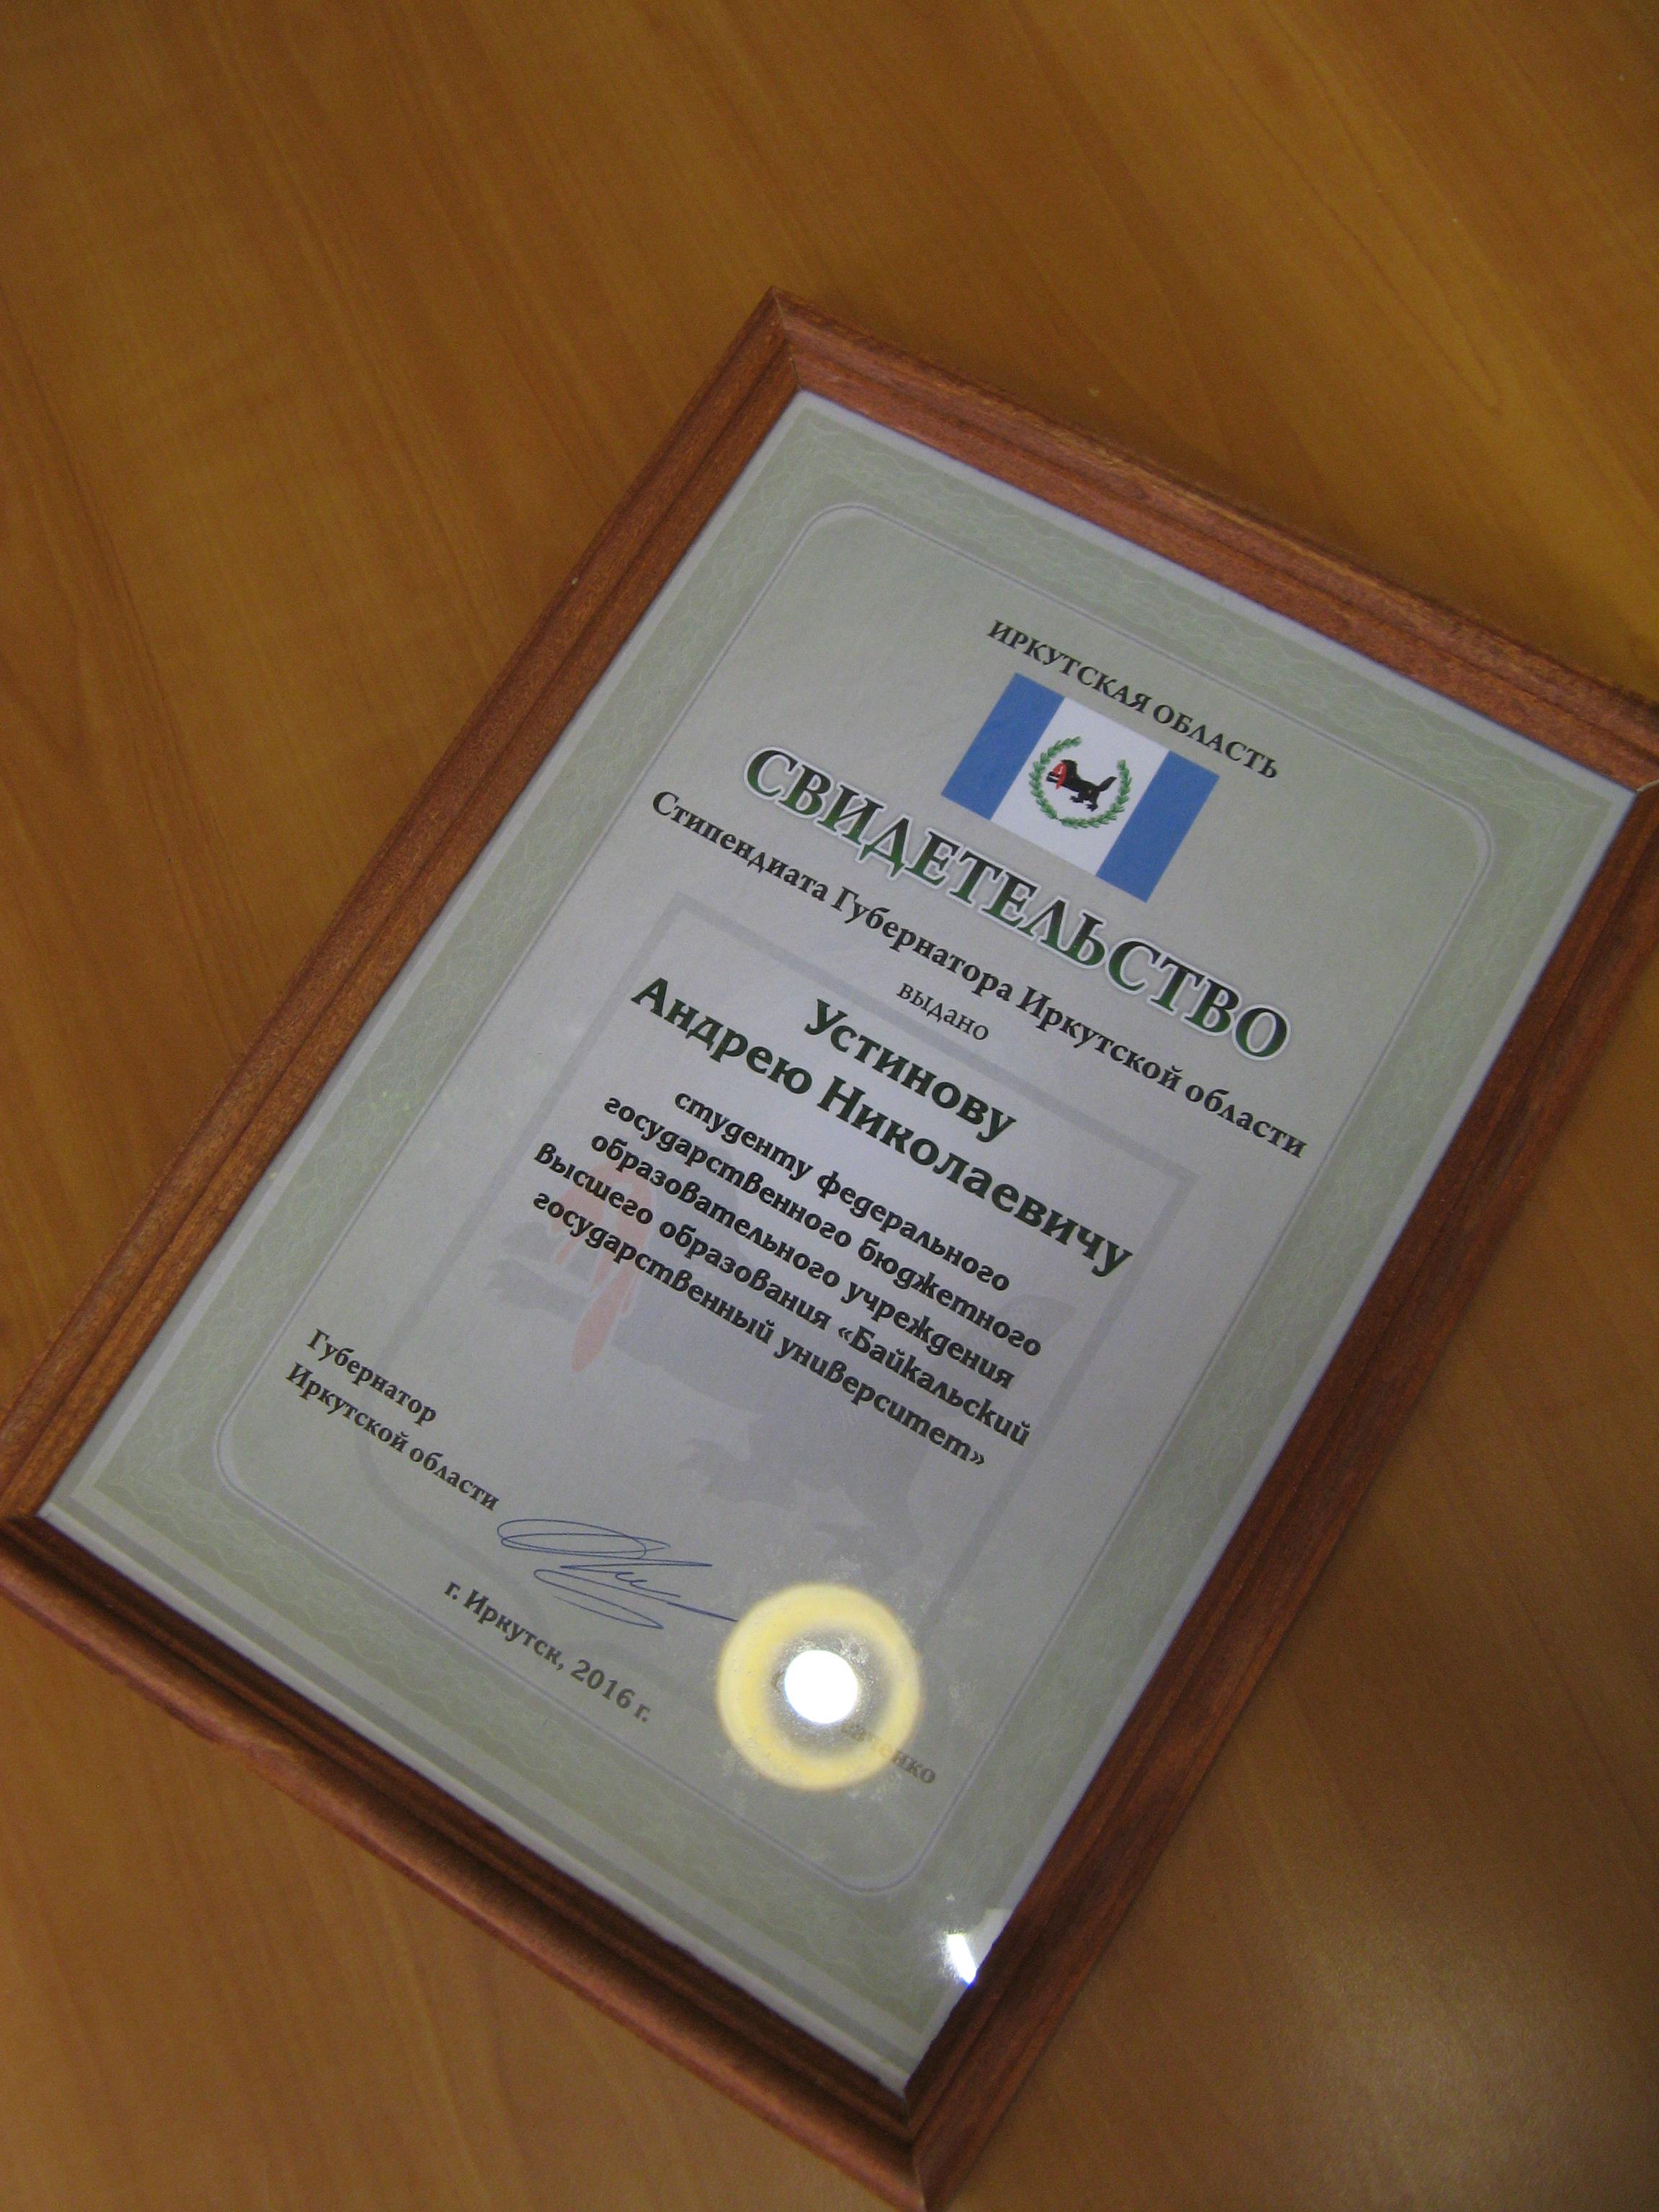 ИРКУТСКАЯ ОБЛАСТЬ
СВИДЕТЕЛЬСТВО
Стипендиата Губернатора Иркутской области
выдано
Устинову
Андрею Николаевичу
студенту федерального
государственного бюджетного
образовательного учреждения
высшего образования «Байкальский
государственный университет»
Губернатор
Иркутской области
г. Иркутск, 2016 г.